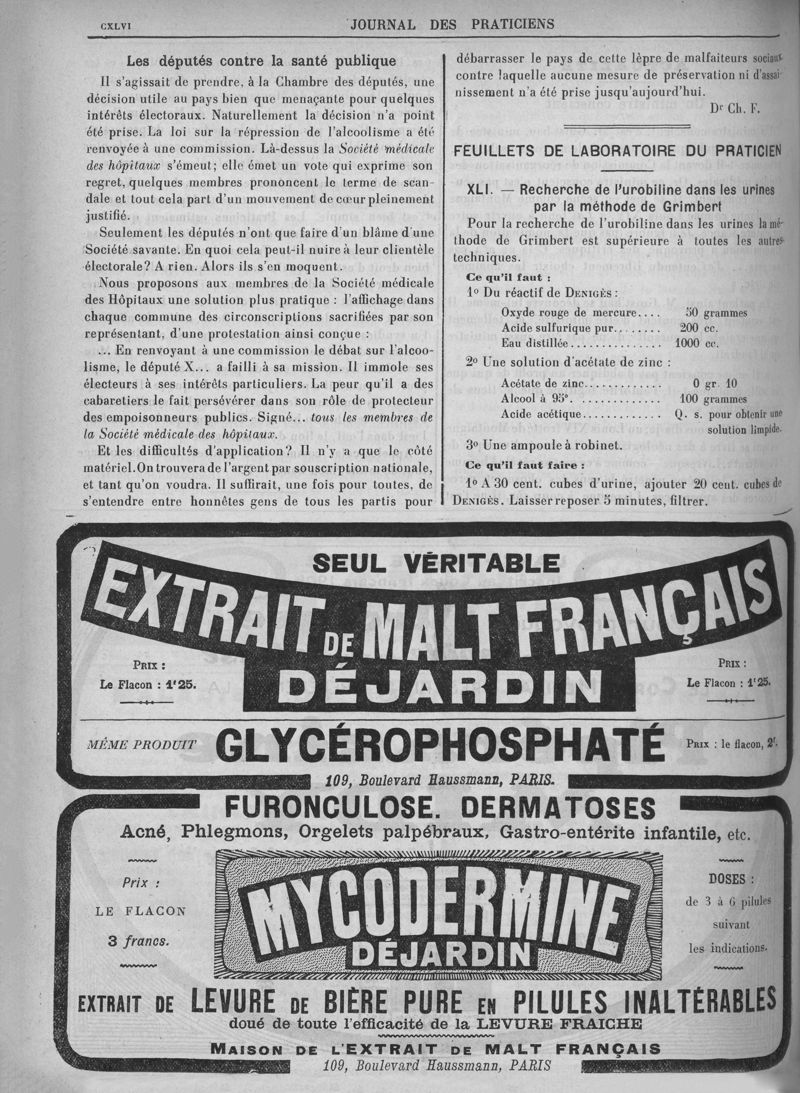 CXLVI
JOURNAL DES PRATICIENS
Les députés contre la santé publique
Il s'agissait de prendre, à la Chambre des députés, une
décision utile au pays bien que menaçante pour quelques
intérêts électoraux. Naturellement la décision n'a point
été prise. La loi sur la répression de l'alcoolisme a été
renvoyée à une commission. Là-dessus la Société médicale
des hôpitaux s'émeut; elle émet un vote qui exprime son
regret, quelques membres prononcent le terme de scan-
dale et tout cela part d'un mouvement de cœur pleinement
justifié.
Seulement les députés n'ont que faire d'un blâme d'une
Société savante. En quoi cela peut-il nuire à leur clientèle
électorale? A rien. Alors ils s'en moquent.
Nous proposons aux membres de la Société médicale
des Hôpitaux une solution plus pratique : l'affichage dans
chaque commune des circonscriptions sacrifiées par son
représentant, d'une protestation ainsi conçue :
... En renvoyant à une commission le débat sur l'alcoo-
lisme, le député X... a failli à sa mission. Il immole ses
électeurs à ses intérêts particuliers. La peur qu'il a des
cabaretiers le fait persévérer dans son rôle de protecteur
des empoisonneurs publics. Signé... tous les membres de
la Société médicale des hôpitaux.
Et les difficultés d'application? Il n'y a que le côté
matériel. On trouvera de l'argent par souscription nationale,
et tant qu'on voudra. Il suffirait, une fois pour toutes, de
s'entendre entre honnêtes gens de tous les partis pour
débarrasser le pays de cette lèpre de malfaiteurs sociaux
contre laquelle aucune mesure de préservation ni d'assai-
nissement n'a été prise jusqu'aujourd'hui.
Dr Ch. F.
FEUILLETS DE LABORATOIRE DU PRATICIEN
XLI. — Recherche de l'urobiline dans les urines
par la méthode de Grimbert
Pour la recherche de l'urobiline dans les urines la mé-
thode de Grimbert est supérieure à toutes les autres
techniques.
Ce qu'il faut :
1º Du réactif de DENIGÈS :
Oxyde rouge de mercure.... 50 grammes
Acide sulfurique pur........ 200 cc.
Eau distillée............... 1000 cc.
2º Une solution d'acétate de zinc :
Acétate de zinc............. 0 gr. 10
Alcool à 95º. .............. 100 grammes
Acide acétique.............. Q. s. pour obtenir une
solution limpide.
3º Une ampoule à robinet.
Ce qu'il faut faire :
1º A 30 cent. cubes d'urine, ajouter 20 cent. cubes de
DENIGÈS. Laisser reposer 5 minutes, filtrer.
SEUL VÉRITABLE
EXTRAIT DE MALT FRANÇAIS
DÉJARDIN
PRIX :
Le Flacon : 1f25.
PRIX :
Le Flacon : 1f25.
MÊME PRODUIT GLYCÉROPHOSPHATÉ PRIX : le flacon, 2f.
109, Boulevard Haussmann, PARIS.
FURONCULOSE. DERMATOSES
Acné, Phlegmons, Orgelets palpébraux, Gastro-entérite infantile, etc.
Prix :
LE FLACON
3 francs.
MYCODERMINE
DÉJARDIN
DOSES :
de 3 à 6 pilules
suivant
les indications.
EXTRAIT DE LEVURE DE BIÈRE PURE EN PILULES INALTÉRABLES
doué de toute l'efficacité de la LEVURE FRAICHE
MAISON DE L'EXTRAIT DE MALT FRANÇAIS
109, Boulevard Haussmann, PARIS